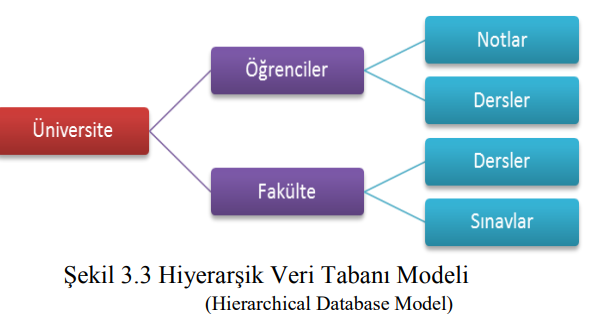 Üniversite
Öğrenciler
Notlar
Dersler
Fakülte
Dersler
Sınavlar
Şekil 3.3 Hiyerarşik Veri Tabanı Modeli
(Hierarchical Database Model)